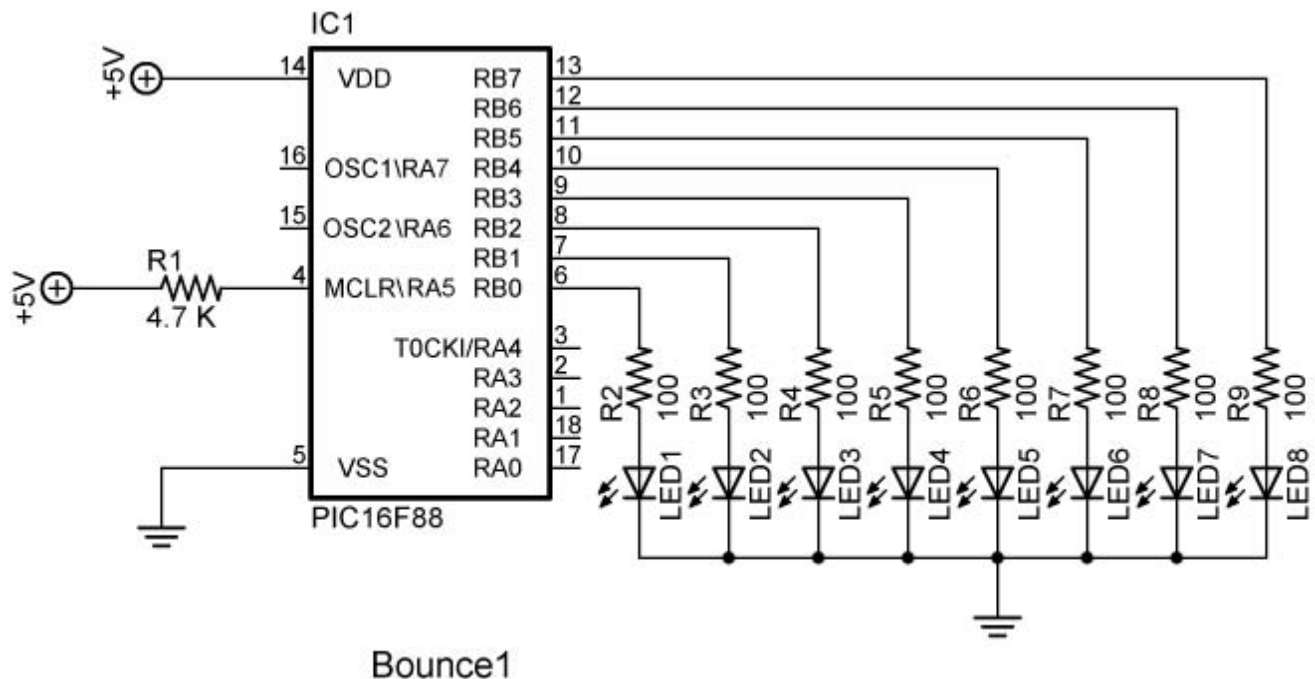 IC1
+5V
14
VDD
RB7
13
RB6
12
RB5
11
16
OSC1\RA7
RB4
10
RB3
9
15
OSC2\RA6
RB2
8
RB1
7
+5V
R1
4.7 K
4
MCLR\RA5
RB0
6
T0CKI/RA4
3
RA3
2
RA2
1
RA1
18
5
VSS
RA0
17
PIC16F88
R2
100
R3
100
R4
100
R5
100
R6
100
R7
100
R8
100
R9
100
LED1
LED2
LED3
LED4
LED5
LED6
LED7
LED8
Bounce1